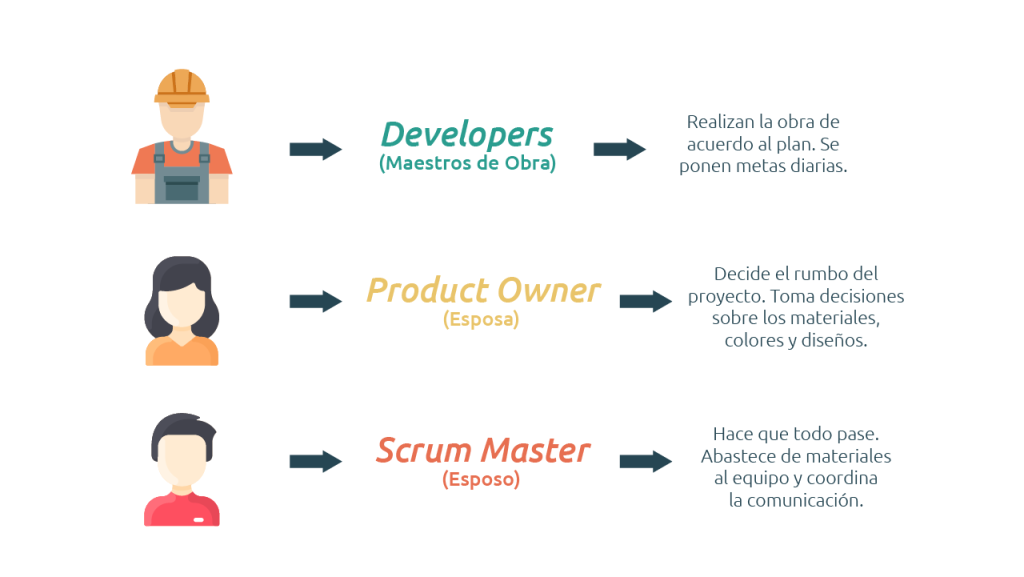 Developers
(Maestros de Obra)
Realizan la obra de
acuerdo al plan. Se
ponen metas diarias.
Product Owner
(Esposa)
Decide el rumbo del
proyecto. Toma decisiones
sobre los materiales,
colores y diseños.
Scrum Master
(Esposo)
Hace que todo pase.
Abastece de materiales
al equipo y coordina
la comunicación.